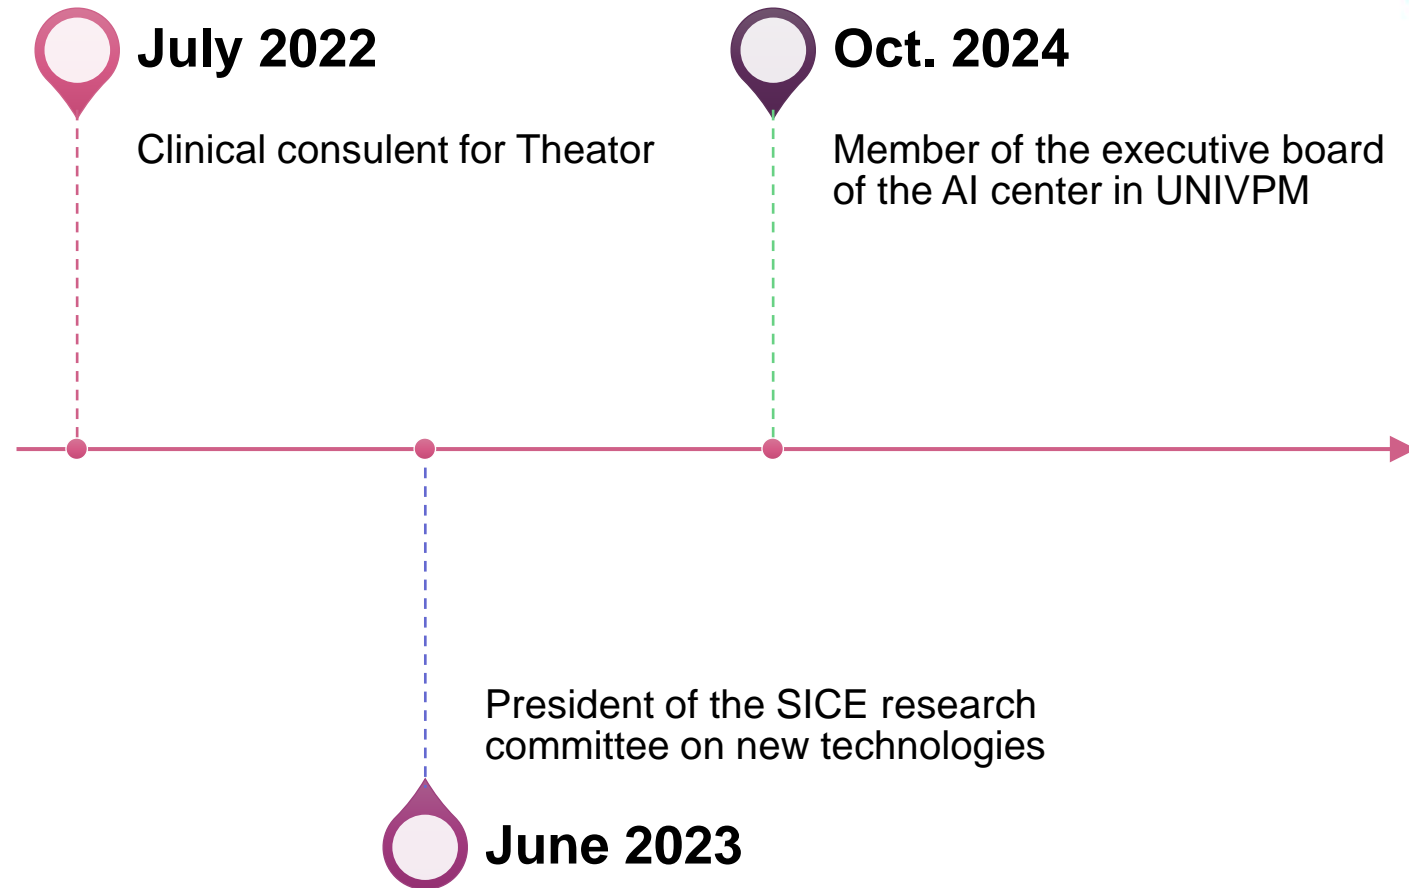 July 2022
Clinical consulent for Theator
Oct. 2024
Member of the executive board
of the AI center in UNIVPM
President of the SICE research
committee on new technologies
June 2023